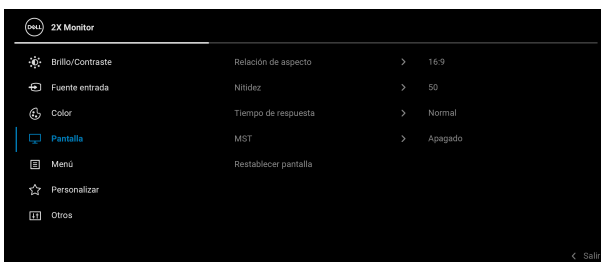 DELL 2X Monitor
Brillo/Contraste Relación de aspecto > 16:9
Fuente entrada Nitidez > 50
Color Tiempo de respuesta > Normal
Pantalla MST > Apagado
Menú Restablecer pantalla
Personalizar
Otros
< Salir